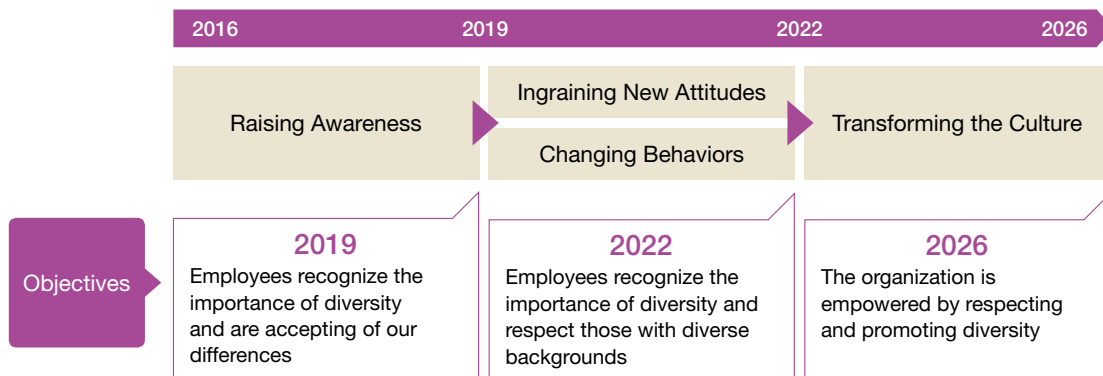 2016 2019 2022 2026
Raising Awareness
Ingraining New Attitudes
Changing Behaviors
Transforming the Culture
Objectives
2019
Employees recognize the
importance of diversity
and are accepting of our
differences
2022
Employees recognize the
importance of diversity and
respect those with diverse
backgrounds
2026
The organization is
empowered by respecting
and promoting diversity